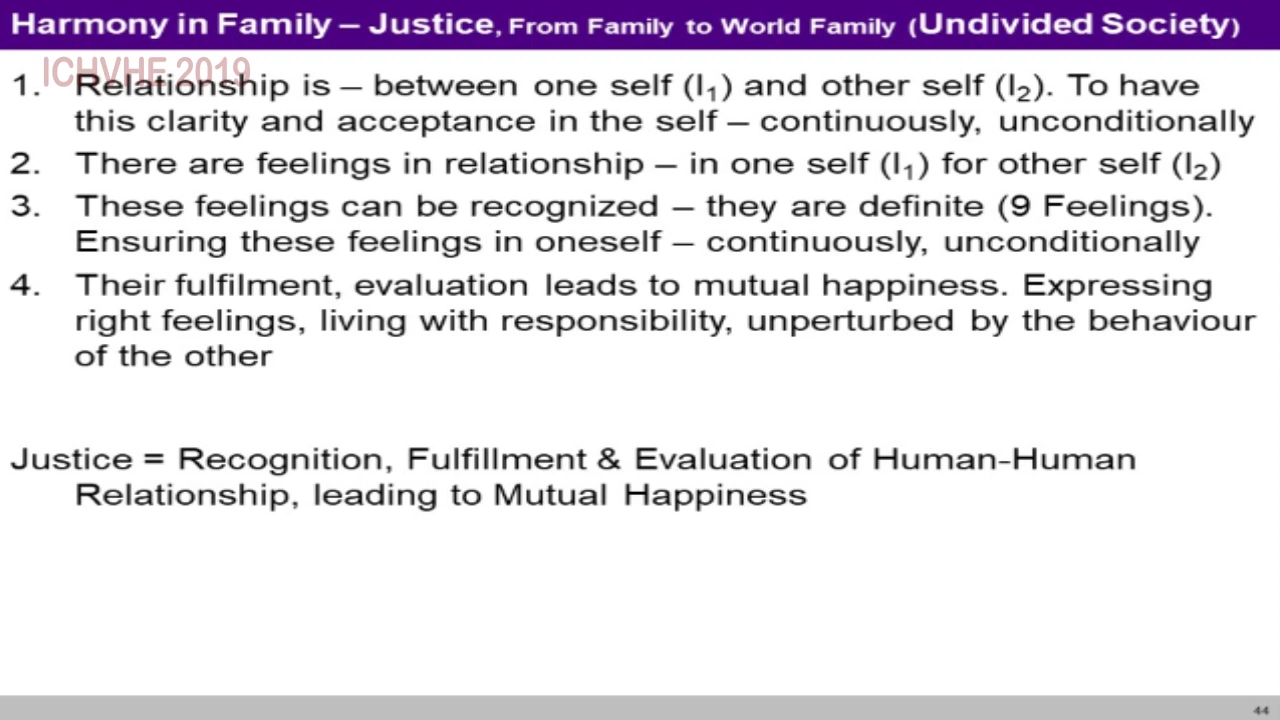 Harmony in Family – Justice, From Family to World Family (Undivided Society)
ICHVHE 2019
1. Relationship is – between one self (I₁) and other self (I₂). To have
this clarity and acceptance in the self – continuously, unconditionally
2. There are feelings in relationship – in one self (I₁) for other self (I₂)
3. These feelings can be recognized – they are definite (9 Feelings).
Ensuring these feelings in oneself – continuously, unconditionally
4. Their fulfilment, evaluation leads to mutual happiness. Expressing
right feelings, living with responsibility, unperturbed by the behaviour
of the other
Justice = Recognition, Fulfillment & Evaluation of Human-Human
Relationship, leading to Mutual Happiness
44